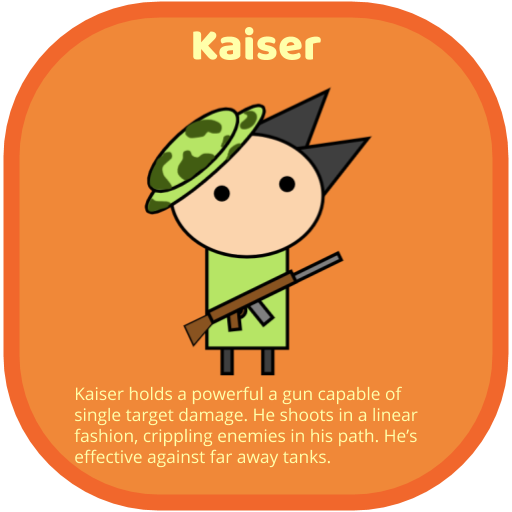 Kaiser
Kaiser holds a powerful a gun capable of
single target damage. He shoots in a linear
fashion, crippling enemies in his path. He’s
effective against far away tanks.